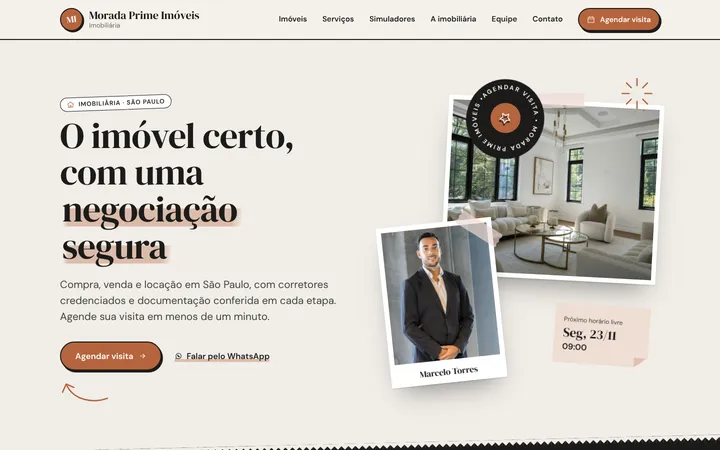 MI
Morada Prime Imóveis
Imobiliária
Imóveis
Serviços
Simuladores
A imobiliária
Equipe
Contato
Agendar visita
IMOBILIÁRIA · SÃO PAULO
O imóvel certo,
com uma
negociação
segura
Compra, venda e locação em São Paulo, com corretores
credenciados e documentação conferida em cada etapa.
Agende sua visita em menos de um minuto.
Agendar visita →
Falar pelo WhatsApp
AGENDAR VISITA · MORADA PRIME IMÓVEIS ·
Marcelo Torres
Próximo horário livre
Seg, 23/11
09:00